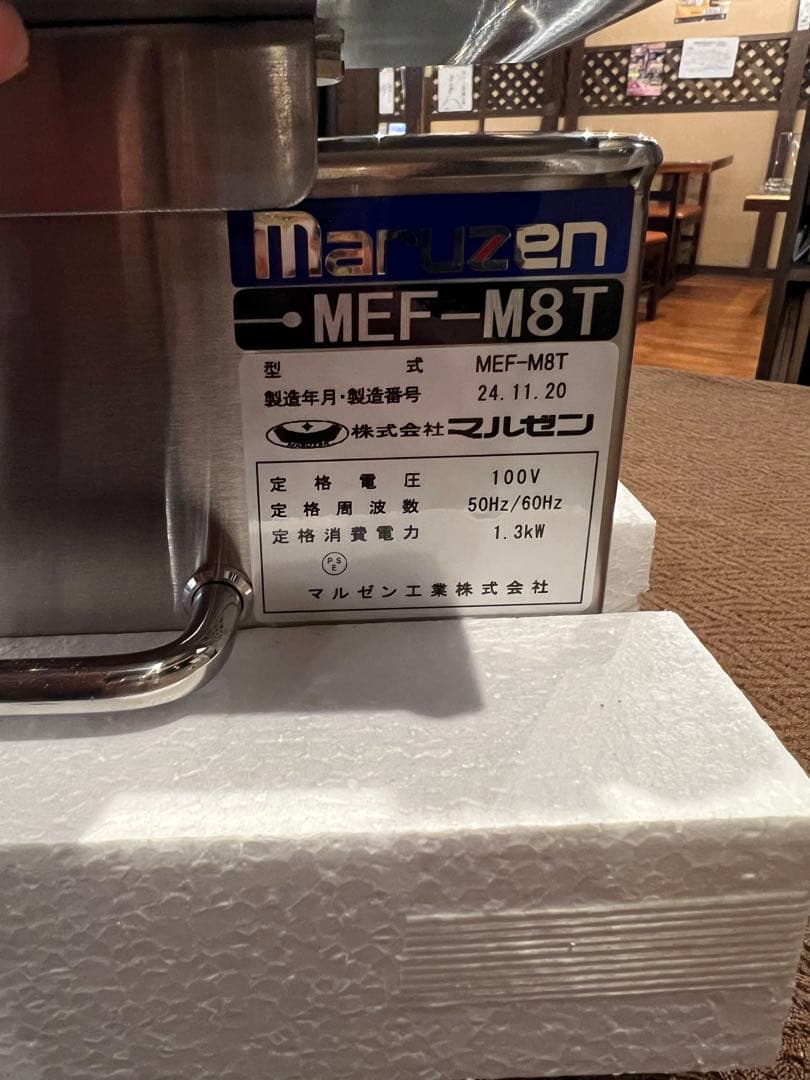 maruzen
MEF-M8T
型式 MEF-M8T
製造年月・製造番号 24.11.20
株式会社マルゼン
定格電圧 100V
定格周波数 50Hz/60Hz
定格消費電力 1.3kW
PS
E
マルゼン工業株式会社